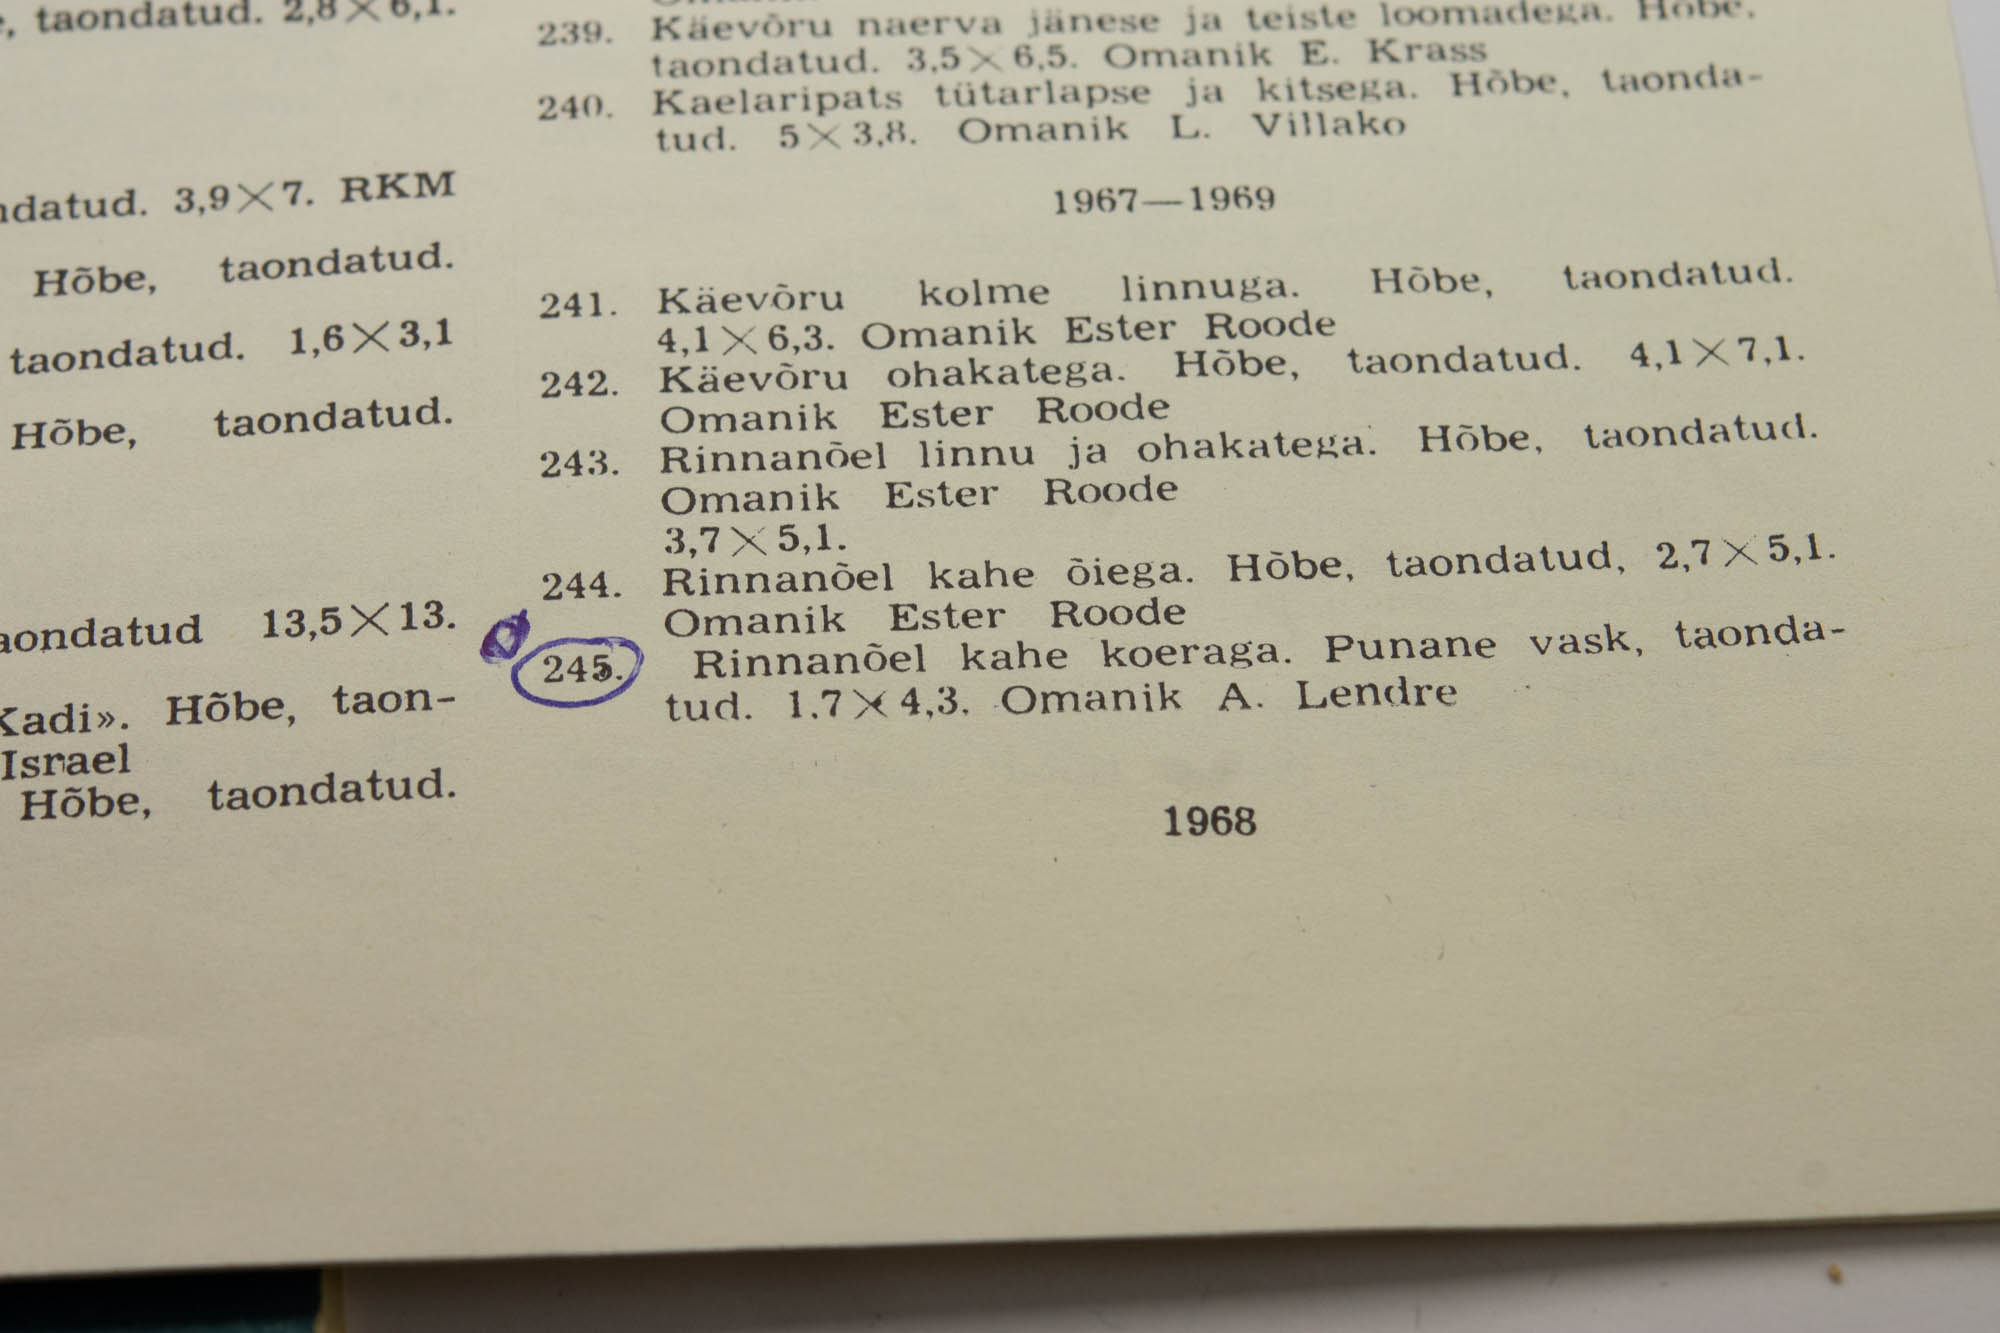 taondatud. 2,8×6,1.
ndatud. 3,9×7. RKM
Hõbe, taondatud.
taondatud. 1,6×3,1
Hõbe, taondatud.
aondatud 13,5×13.
Kadi». Hõbe, taon-
Israel
Hõbe, taondatud.
239. Käevõru naerva jänese ja teiste loomadega. Hõbe,
taondatud. 3,5×6,5. Omanik E. Krass
240. Kaelaripats tütarlapse ja kitsega. Hõbe, taonda-
tud. 5×3,8. Omanik L. Villako
1967—1969
241. Käevõru kolme linnuga. Hõbe, taondatud.
4,1×6,3. Omanik Ester Roode
242. Käevõru ohakatega. Hõbe, taondatud. 4,1×7,1.
Omanik Ester Roode
243. Rinnanõel linnu ja ohakatega. Hõbe, taondatud.
Omanik Ester Roode
3,7×5,1.
244. Rinnanõel kahe õiega. Hõbe, taondatud, 2,7×5,1.
Omanik Ester Roode
245. Rinnanõel kahe koeraga. Punane vask, taonda-
tud. 1.7×4,3. Omanik A. Lendre
1968